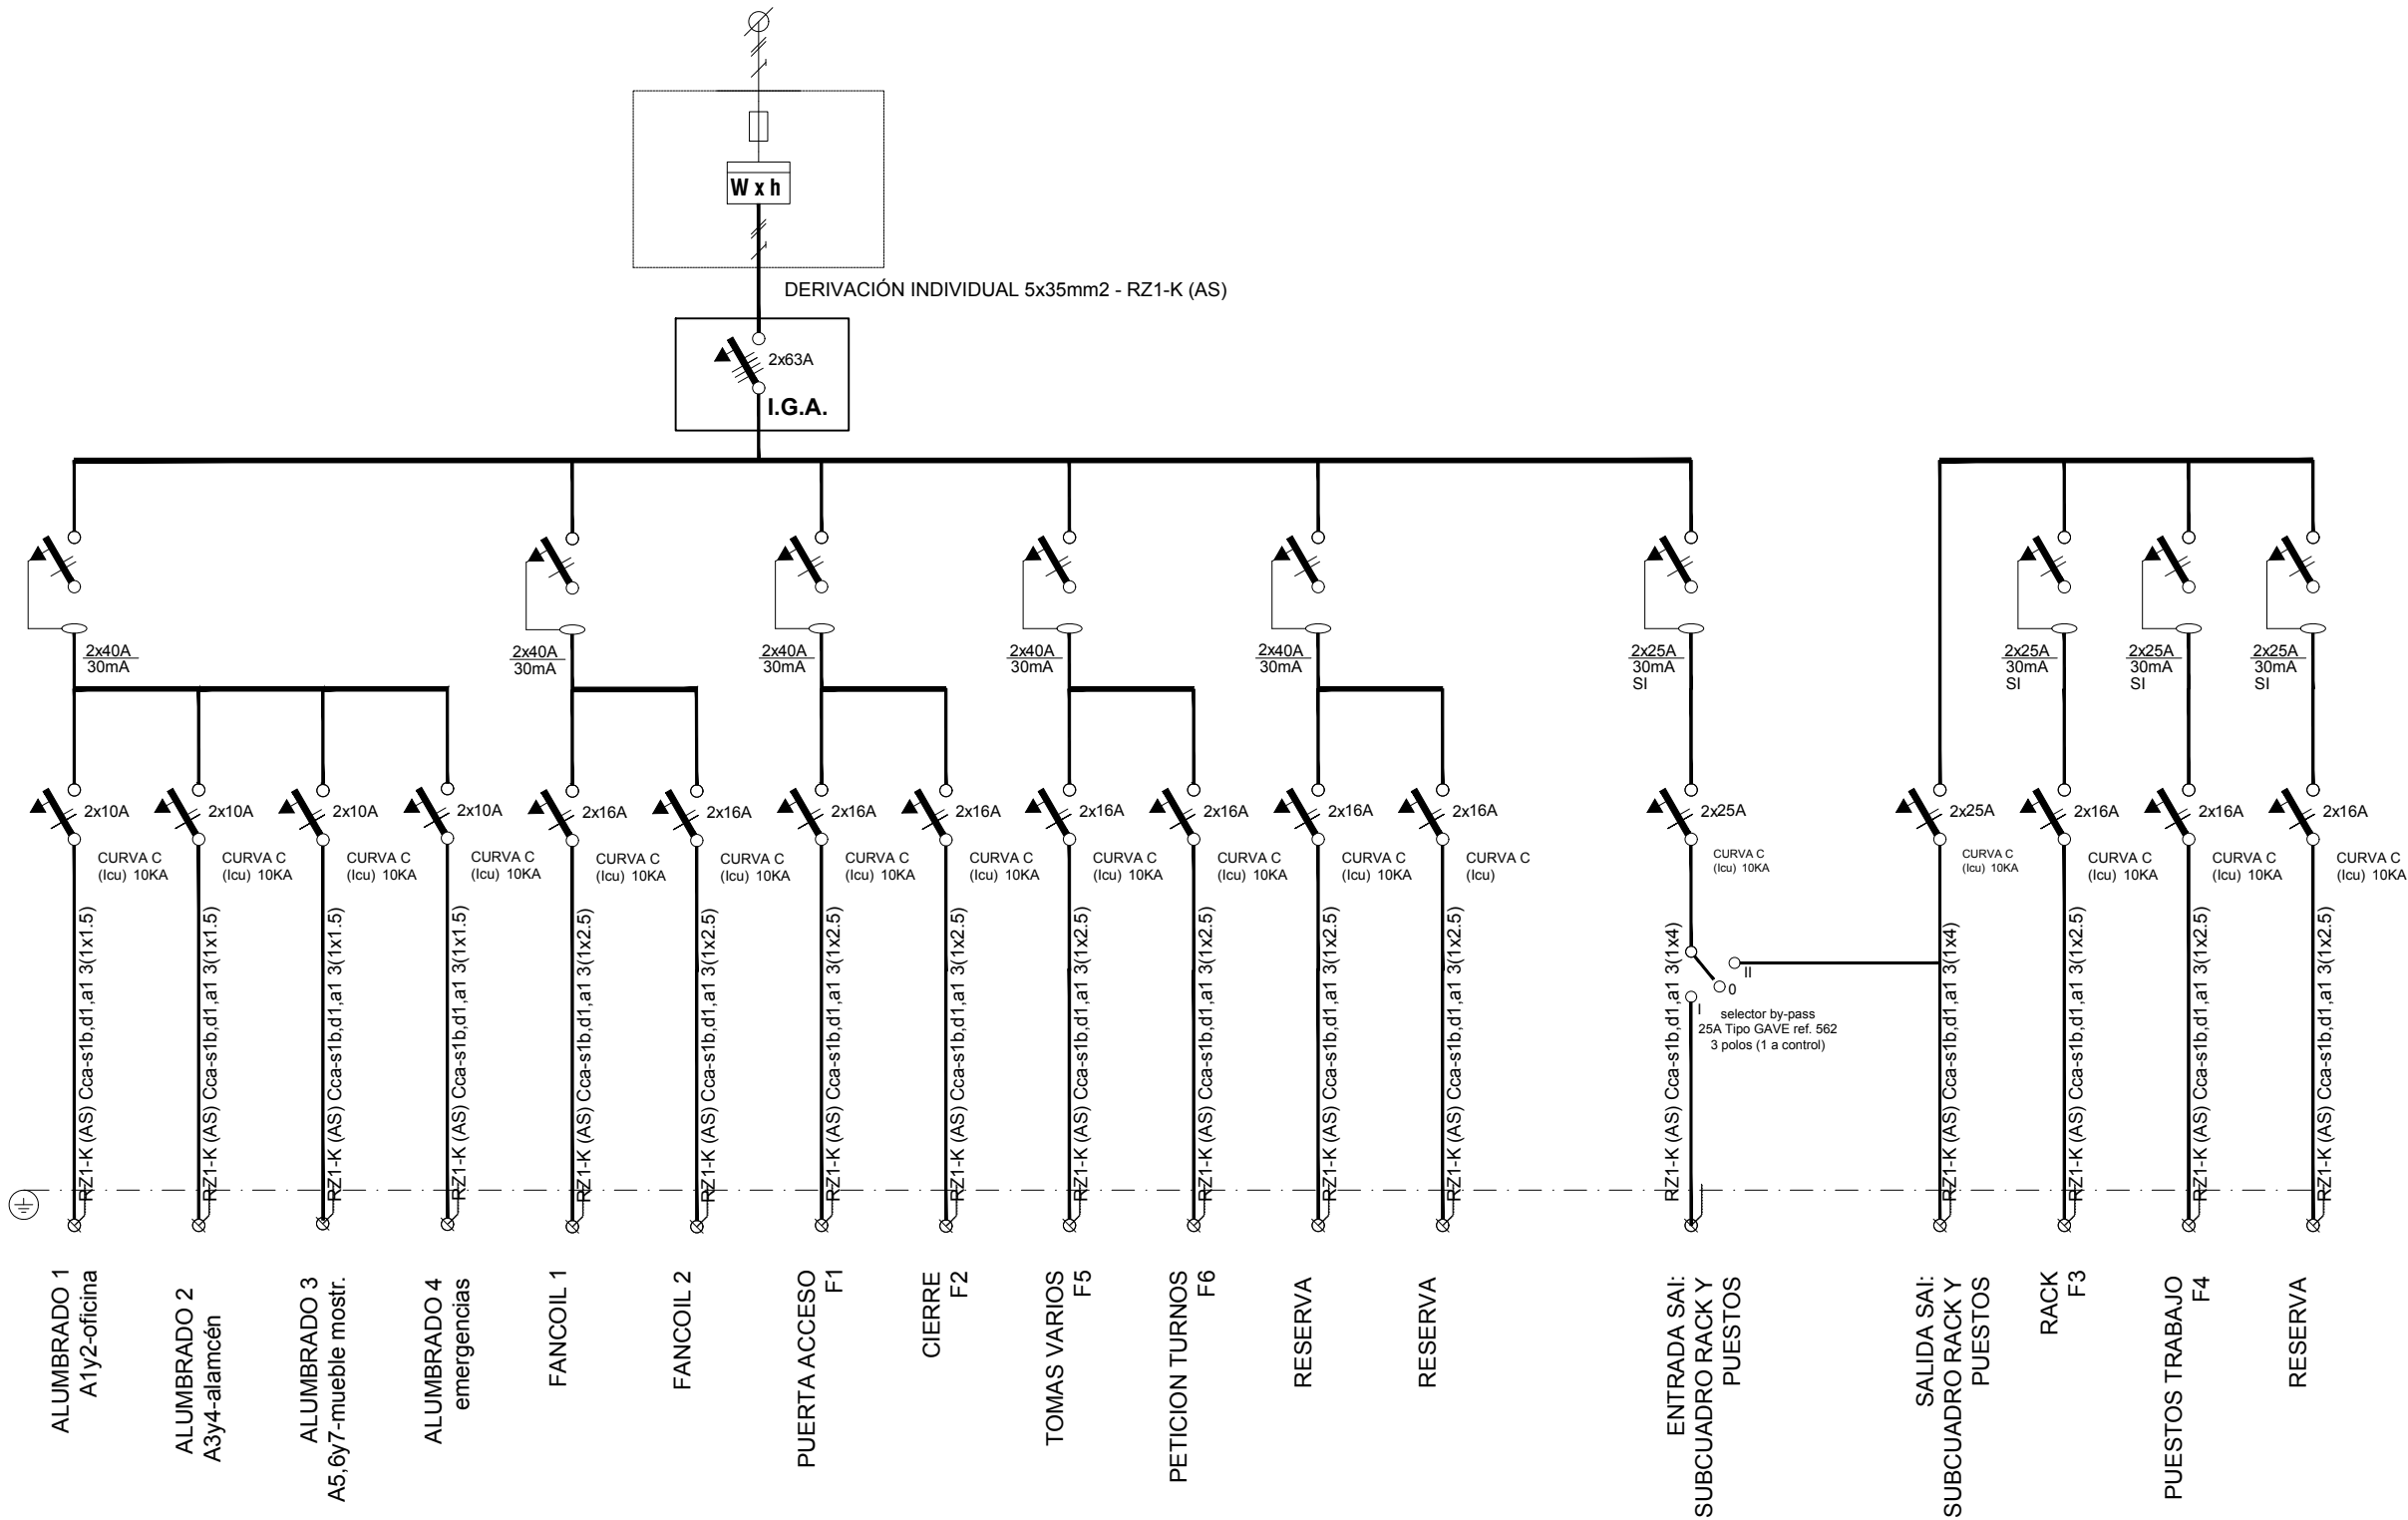 W x h
DERIVACIÓN INDIVIDUAL 5x35mm2 - RZ1-K (AS)
2x63A
I.G.A.
2x40A
30mA
2x40A
30mA
2x40A
30mA
2x40A
30mA
2x40A
30mA
2x25A
30mA
SI
2x25A
30mA
SI
2x25A
30mA
SI
2x25A
30mA
SI
2x10A
2x10A
2x10A
2x10A
2x16A
2x16A
2x16A
2x16A
2x16A
2x16A
2x16A
2x16A
2x25A
2x25A
2x16A
2x16A
2x16A
CURVA C
(Icu) 10KA
CURVA C
(Icu) 10KA
CURVA C
(Icu) 10KA
CURVA C
(Icu) 10KA
CURVA C
(Icu) 10KA
CURVA C
(Icu) 10KA
CURVA C
(Icu) 10KA
CURVA C
(Icu) 10KA
CURVA C
(Icu) 10KA
CURVA C
(Icu) 10KA
CURVA C
(Icu) 10KA
CURVA C
(Icu)
CURVA C
(Icu) 10KA
CURVA C
(Icu) 10KA
CURVA C
(Icu) 10KA
CURVA C
(Icu) 10KA
CURVA C
(Icu) 10KA
RZ1-K (AS) Cca-s1b,d1,a1 3(1x1.5)
RZ1-K (AS) Cca-s1b,d1,a1 3(1x1.5)
RZ1-K (AS) Cca-s1b,d1,a1 3(1x1.5)
RZ1-K (AS) Cca-s1b,d1,a1 3(1x1.5)
RZ1-K (AS) Cca-s1b,d1,a1 3(1x2.5)
RZ1-K (AS) Cca-s1b,d1,a1 3(1x2.5)
RZ1-K (AS) Cca-s1b,d1,a1 3(1x2.5)
RZ1-K (AS) Cca-s1b,d1,a1 3(1x2.5)
RZ1-K (AS) Cca-s1b,d1,a1 3(1x2.5)
RZ1-K (AS) Cca-s1b,d1,a1 3(1x2.5)
RZ1-K (AS) Cca-s1b,d1,a1 3(1x2.5)
RZ1-K (AS) Cca-s1b,d1,a1 3(1x2.5)
RZ1-K (AS) Cca-s1b,d1,a1 3(1x4)
RZ1-K (AS) Cca-s1b,d1,a1 3(1x4)
RZ1-K (AS) Cca-s1b,d1,a1 3(1x2.5)
RZ1-K (AS) Cca-s1b,d1,a1 3(1x2.5)
RZ1-K (AS) Cca-s1b,d1,a1 3(1x2.5)
II
0
I
selector by-pass
25A Tipo GAVE ref. 562
3 polos (1 a control)
ALUMBRADO 1
A1y2-oficina
ALUMBRADO 2
A3y4-alamcén
ALUMBRADO 3
A5,6y7-mueble mostr.
ALUMBRADO 4
emergencias
FANCOIL 1
FANCOIL 2
PUERTA ACCESO
F1
CIERRE
F2
TOMAS VARIOS
F5
PETICION TURNOS
F6
RESERVA
RESERVA
ENTRADA SAI:
SUBCUADRO RACK Y
PUESTOS
SALIDA SAI:
SUBCUADRO RACK Y
PUESTOS
RACK
F3
PUESTOS TRABAJO
F4
RESERVA